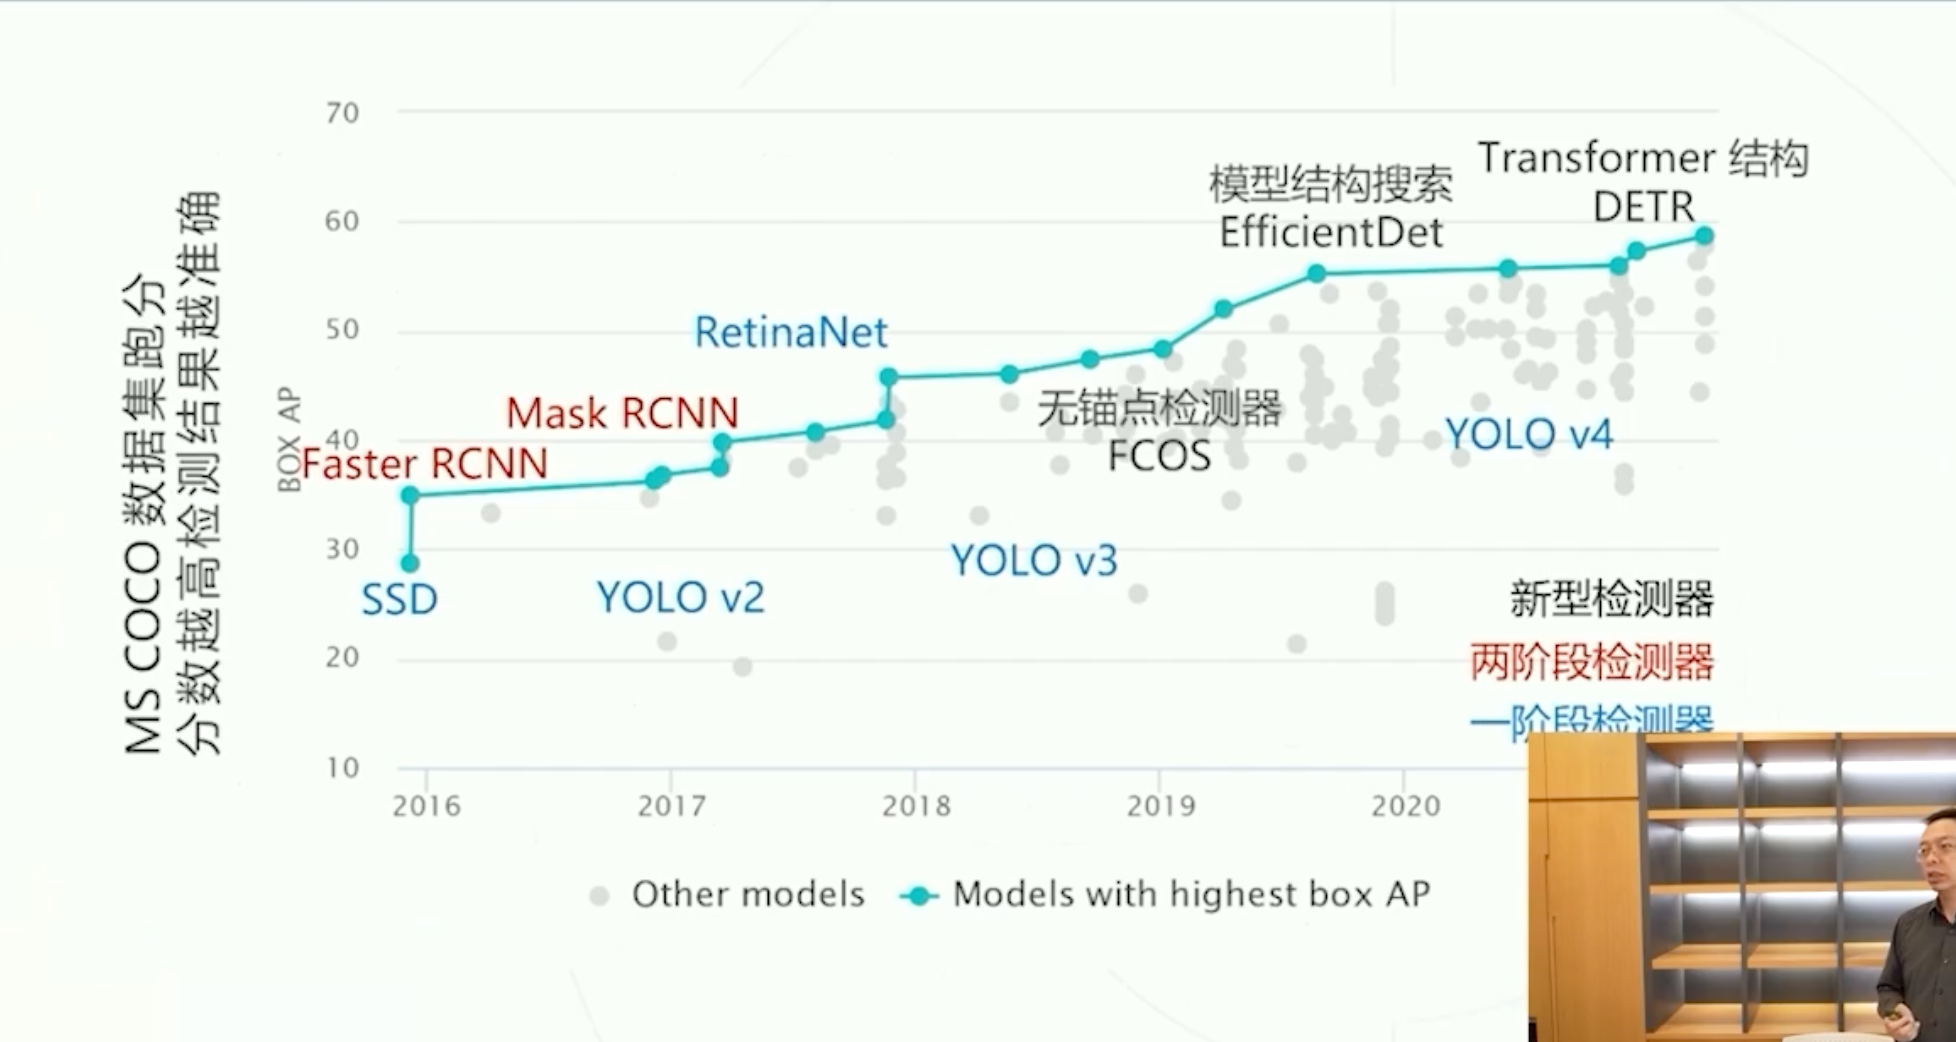 MS COCO 数据集跑分
分数越高检测结果越准确
BOX AP
70
60
50
40
30
20
10
Transformer 结构
DETR
模型结构搜索
EfficientDet
RetinaNet
Mask RCNN
Faster RCNN
无锚点检测器
FCOS
YOLO v4
SSD
YOLO v2
YOLO v3
新型检测器
两阶段检测器
一阶段检测器
2016
2017
2018
2019
2020
Other models
Models with highest box AP